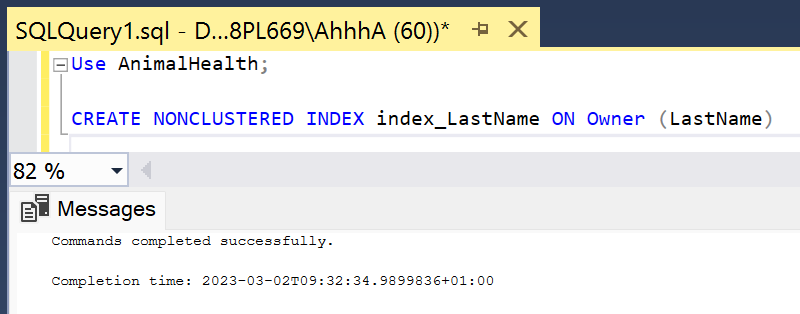 SQLQuery1.sql - D...8PL669\AhhhA (60))*
Use AnimalHealth;
CREATE NONCLUSTERED INDEX index_LastName ON Owner (LastName)
82 %
Messages
Commands completed successfully.
Completion time: 2023-03-02T09:32:34.9899836+01:00